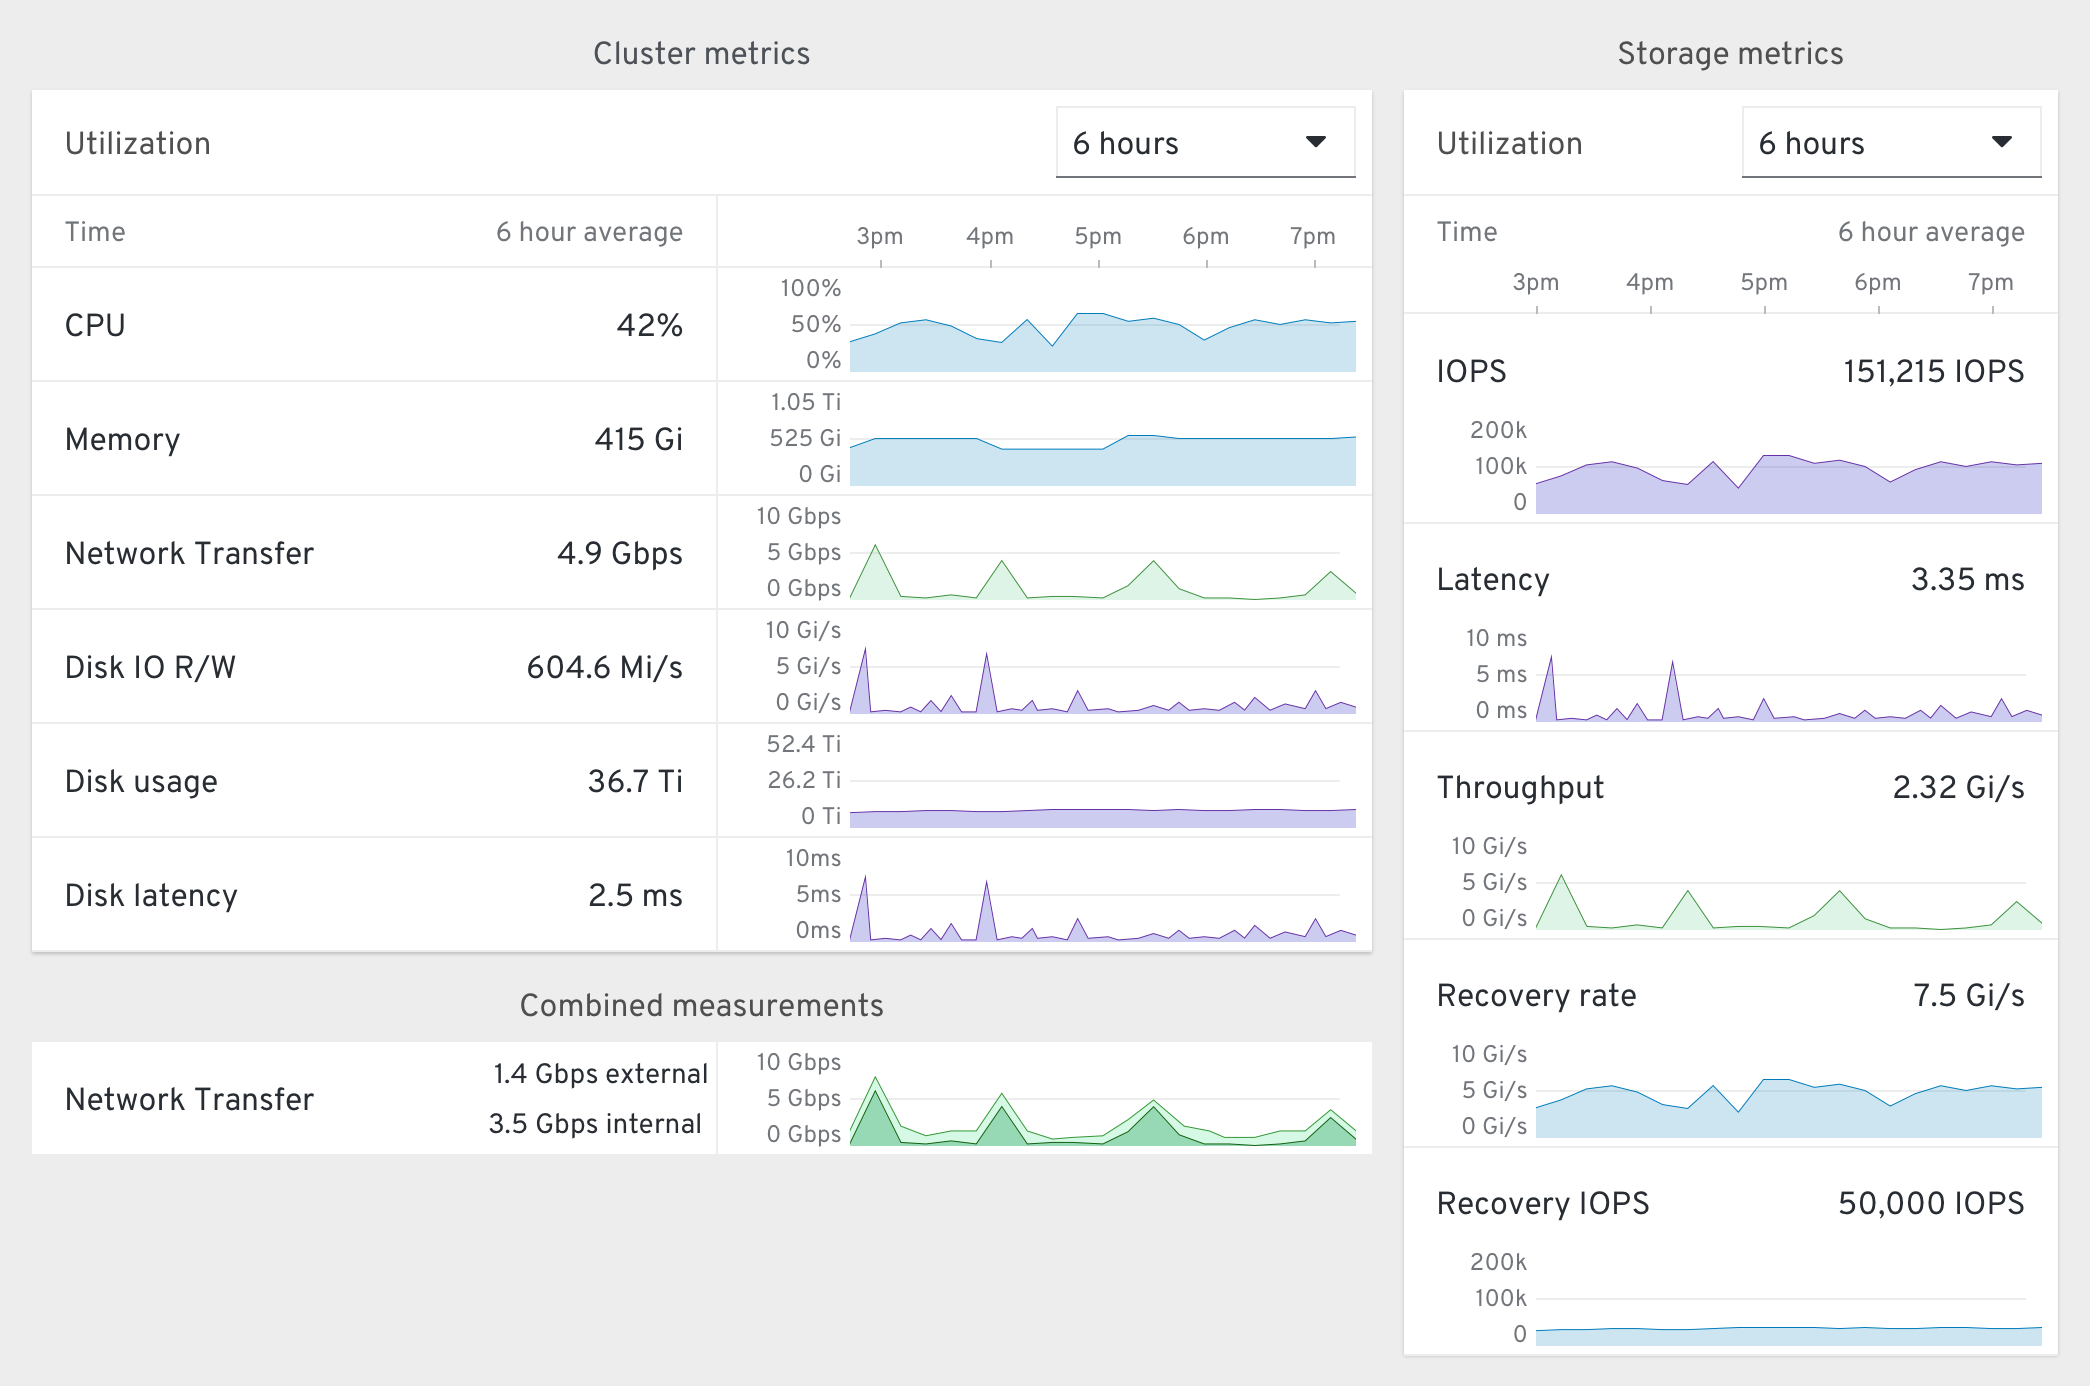 Cluster metrics
Utilization
6 hours
Time 6 hour average
3pm 4pm 5pm 6pm 7pm
CPU 42%
100%
50%
0%
Memory 415 Gi
1.05 Ti
525 Gi
0 Gi
Network Transfer 4.9 Gbps
10 Gbps
5 Gbps
0 Gbps
Disk IO R/W 604.6 Mi/s
10 Gi/s
5 Gi/s
0 Gi/s
Disk usage 36.7 Ti
52.4 Ti
26.2 Ti
0 Ti
Disk latency 2.5 ms
10ms
5ms
0ms
Combined measurements
Network Transfer
1.4 Gbps external
3.5 Gbps internal
10 Gbps
5 Gbps
0 Gbps
Storage metrics
Utilization
6 hours
Time 6 hour average
3pm 4pm 5pm 6pm 7pm
IOPS 151,215 IOPS
200k
100k
0
Latency 3.35 ms
10 ms
5 ms
0 ms
Throughput 2.32 Gi/s
10 Gi/s
5 Gi/s
0 Gi/s
Recovery rate 7.5 Gi/s
10 Gi/s
5 Gi/s
0 Gi/s
Recovery IOPS 50,000 IOPS
200k
100k
0